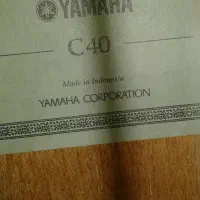 YAMAHA
C40
Made in Indonesia
YAMAHA CORPORATION